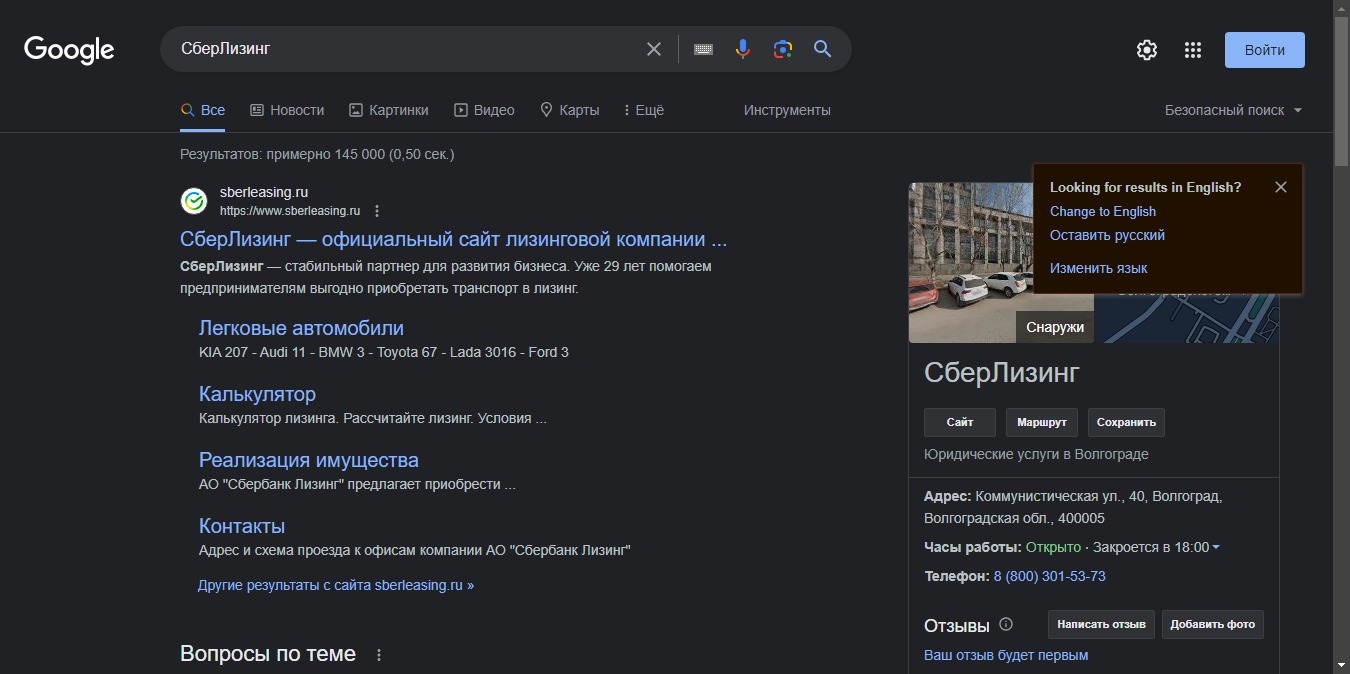 Google
СберЛизинг
Войти
Все
Новости
Картинки
Видео
Карты
Ещё
Инструменты
Безопасный поиск
Результатов: примерно 145 000 (0,50 сек.)
sberleasing.ru
https://www.sberleasing.ru
СберЛизинг — официальный сайт лизинговой компании ...
СберЛизинг — стабильный партнер для развития бизнеса. Уже 29 лет помогаем
предпринимателям выгодно приобретать транспорт в лизинг.
Легковые автомобили
KIA 207 - Audi 11 - BMW 3 - Toyota 67 - Lada 3016 - Ford 3
Калькулятор
Калькулятор лизинга. Рассчитайте лизинг. Условия ...
Реализация имущества
АО "Сбербанк Лизинг" предлагает приобрести ...
Контакты
Адрес и схема проезда к офисам компании АО "Сбербанк Лизинг"
Другие результаты с сайта sberleasing.ru »
Вопросы по теме
Looking for results in English?
Change to English
Оставить русский
Изменить язык
Снаружи
СберЛизинг
Сайт
Маршрут
Сохранить
Юридические услуги в Волгограде
Адрес: Коммунистическая ул., 40, Волгоград,
Волгоградская обл., 400005
Часы работы: Открыто · Закроется в 18:00
Телефон: 8 (800) 301-53-73
Отзывы
Написать отзыв
Добавить фото
Ваш отзыв будет первым